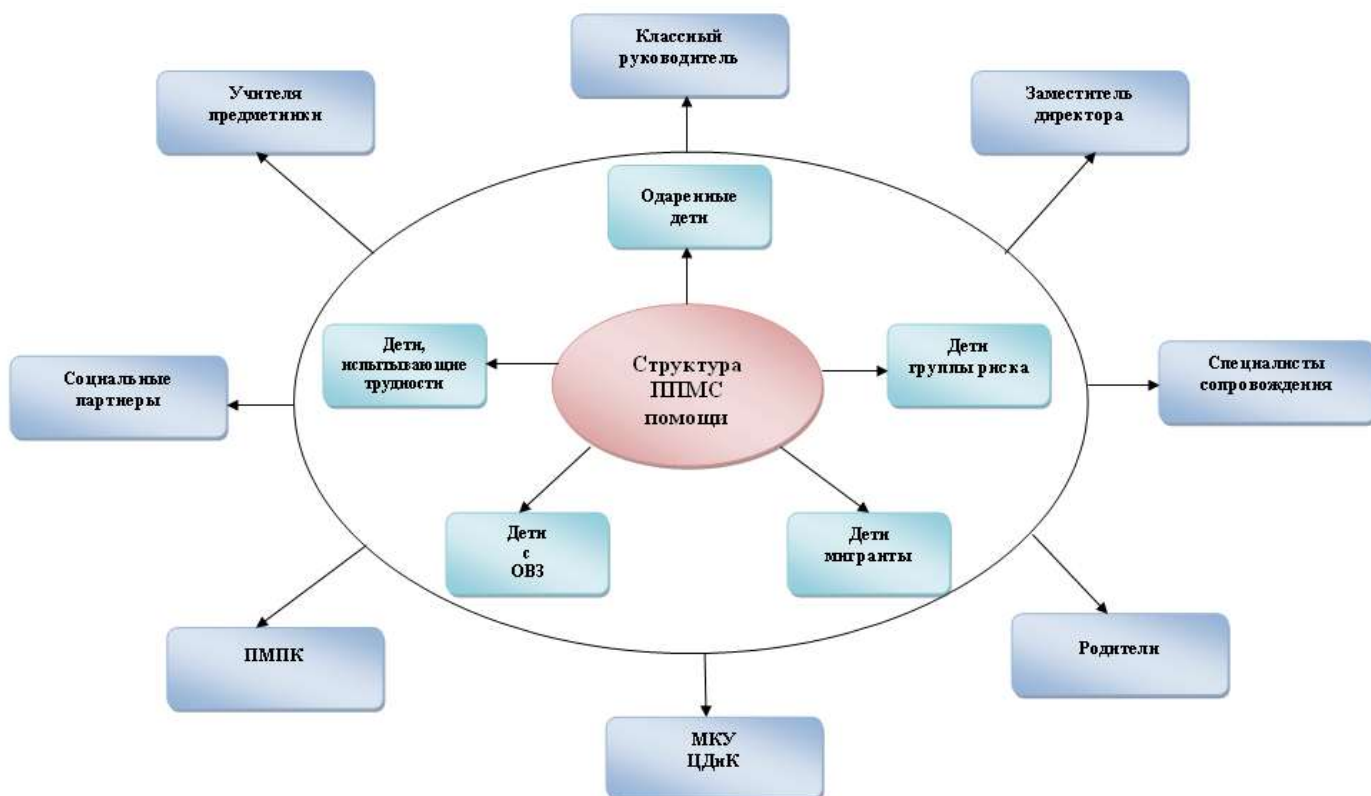 Классный
руководитель
Учителя
предметники
Заместитель
директора
Одаренные
дети
Дети,
испытывающие
трудности
Структура
ППМС
помощи
Дети
группы риска
Социальные
партнеры
Специалисты
сопровождения
Дети
с
ОВЗ
Дети
мигранты
ПМПК
Родители
МКУ
ЦДиК